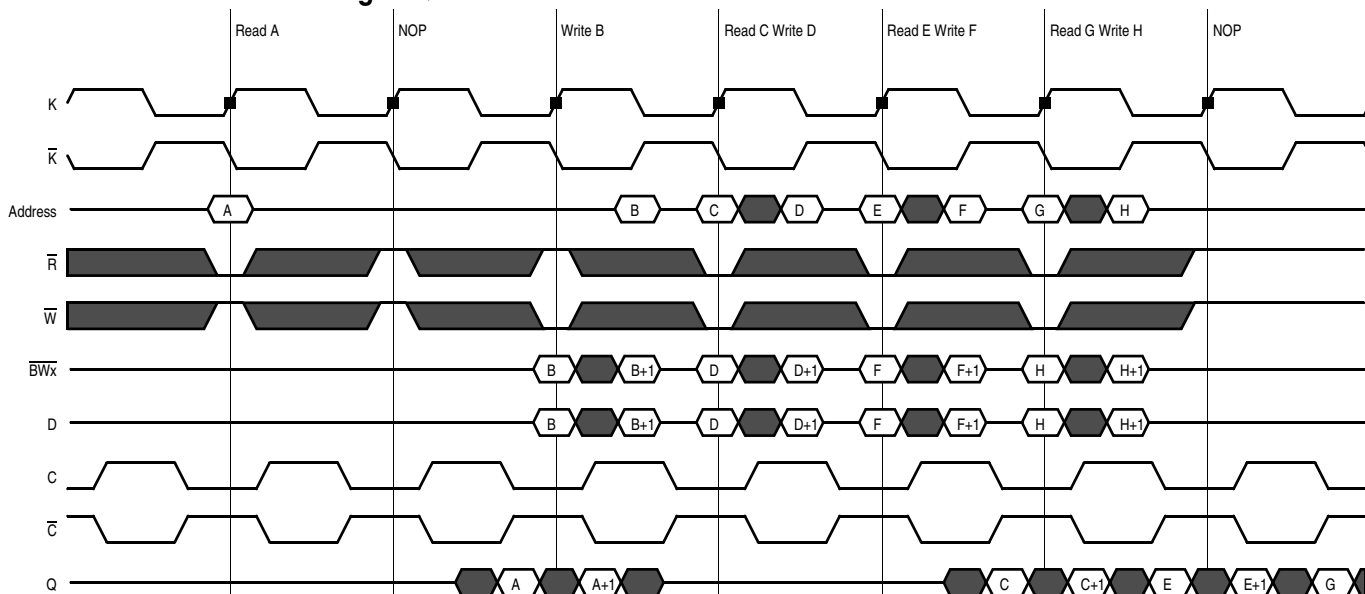 Read A NOP Write B Read C Write D Read E Write F Read G Write H NOP
K
K̅
Address A B C D E F G H
R̅
W̅
B̅W̅x̅ B B+1 D D+1 F F+1 H H+1
D B B+1 D D+1 F F+1 H H+1
C
C̅
Q A A+1 C C+1 E E+1 G